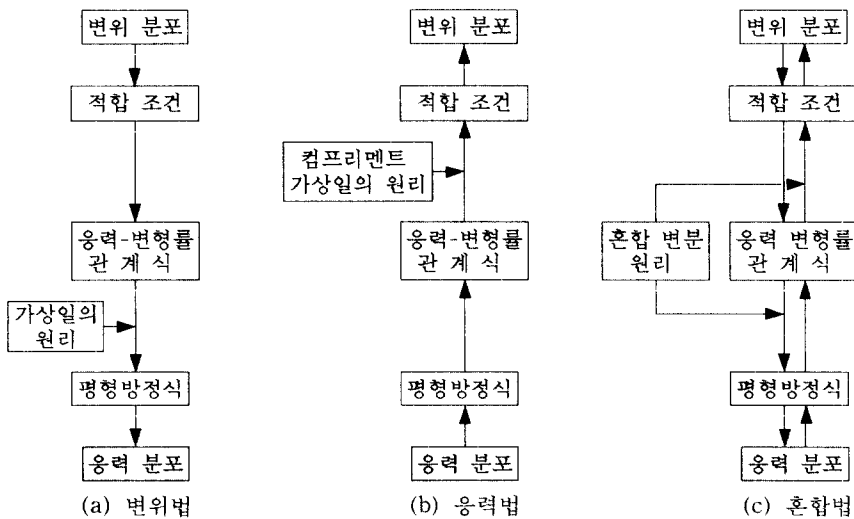 변위 분포
적합 조건
응력-변형률
관 계 식
가상일의
원리
평형방정식
응력 분포
(a) 변위법
변위 분포
적합 조건
컴프리멘트
가상일의 원리
응력-변형률
관 계 식
평형방정식
응력 분포
(b) 응력법
변위 분포
적합 조건
혼합 변분
원리
응력 변형률
관 계 식
평형방정식
응력 분포
(c) 혼합법